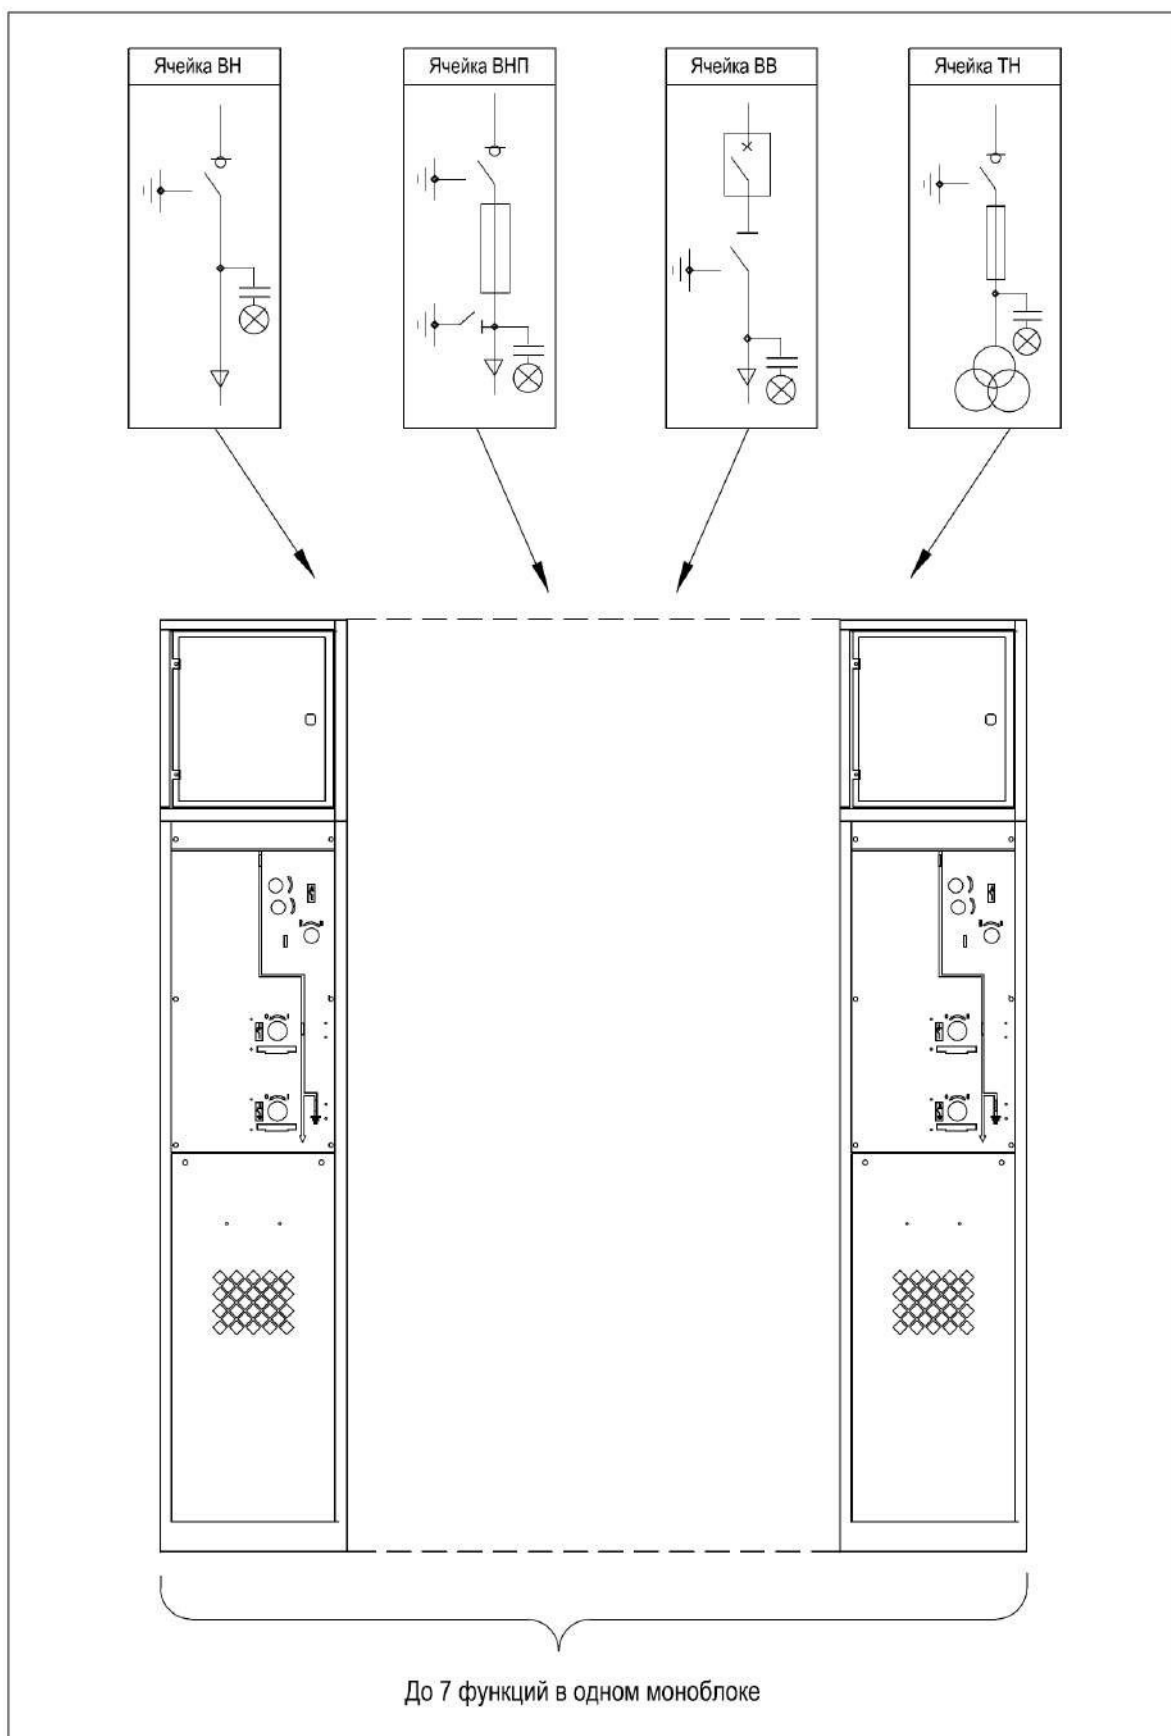 Ячейка ВН
Ячейка ВНП
Ячейка ВВ
Ячейка ТН
До 7 функций в одном моноблоке